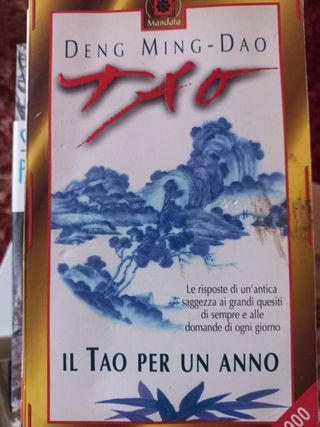 Mandala
DENG MING-DAO
TAO
Le risposte di un'antica
saggezza ai grandi quesiti
di sempre e alle
domande di ogni giorno
IL TAO PER UN ANNO
000